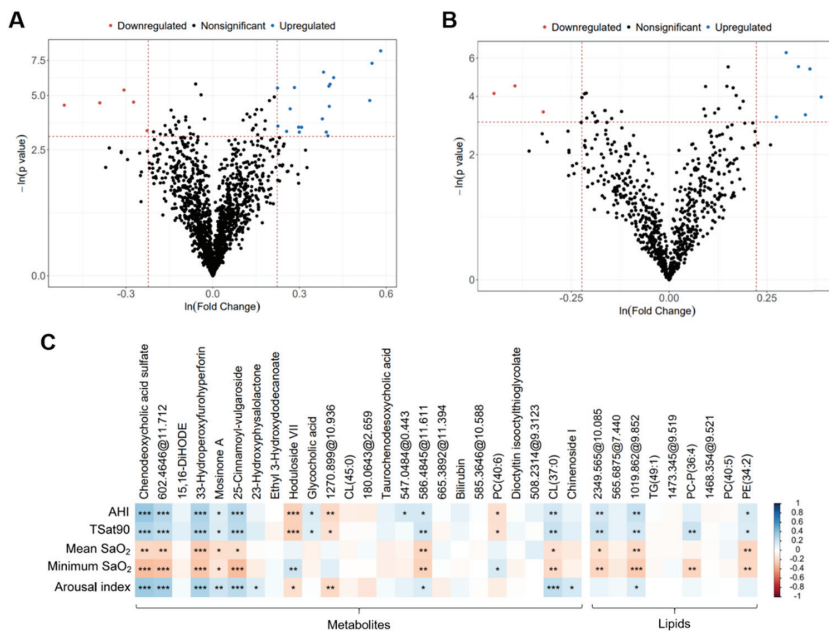 A
Downregulated Nonsignificant Upregulated
7.5
5.0
2.5
0.0
− ln(p value)
-0.3 0.0 0.3 0.6
ln(Fold Change)
B
Downregulated Nonsignificant Upregulated
6
4
2
0
− ln(p value)
-0.25 0.00 0.25
ln(Fold Change)
C
Chenodeoxycholic acid sulfate
602.4646@11.712
15,16-DiHODE
33-Hydroperoxyfurohyperforin
Mosinone A
25-Cinnamoyl-vulgaroside
23-Hydroxyphysalolactone
Ethyl 3-Hydroxydodecanoate
Hoduloside VII
Glycocholic acid
1270.899@10.936
CL(45:0)
180.0643@2.659
Taurochenodesoxycholic acid
547.0484@0.443
586.4845@11.611
PC(40:6)
665.3892@11.394
Bilirubin
585.3646@10.588
Dioctyltin isooctylthioglycolate
508.2314@9.3123
CL(37:0)
Chinenoside I
2349.565@10.085
565.6875@7.440
1019.862@9.852
TG(49:1)
1473.345@9.519
PC-P(36:4)
1468.354@9.521
PC(40:5)
PE(34:2)
AHI *** *** *** * *** *** * ** * * * *** ** ** *
TSat90 *** *** *** * *** *** * * ** * *** ** ** ** *
Mean SaO2 ** ** *** * * ** * * ** **
Minimum SaO2 *** *** *** * *** ** ** * ** ** *** ** **
Arousal index *** *** *** ** *** * * ** * *** * *
1
0.8
0.6
0.4
0.2
0
-0.2
-0.4
-0.6
-0.8
-1
Metabolites Lipids